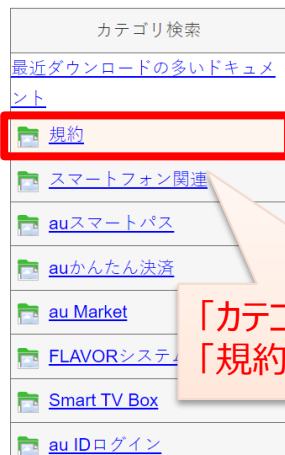 カテゴリ検索
最近ダウンロードの多いドキュメ
ント
規約
スマートフォン関連
auスマートパス
auかんたん決済
au Market
FLAVORシステ
Smart TV Box
au IDログイン
「カテゴ
「規約